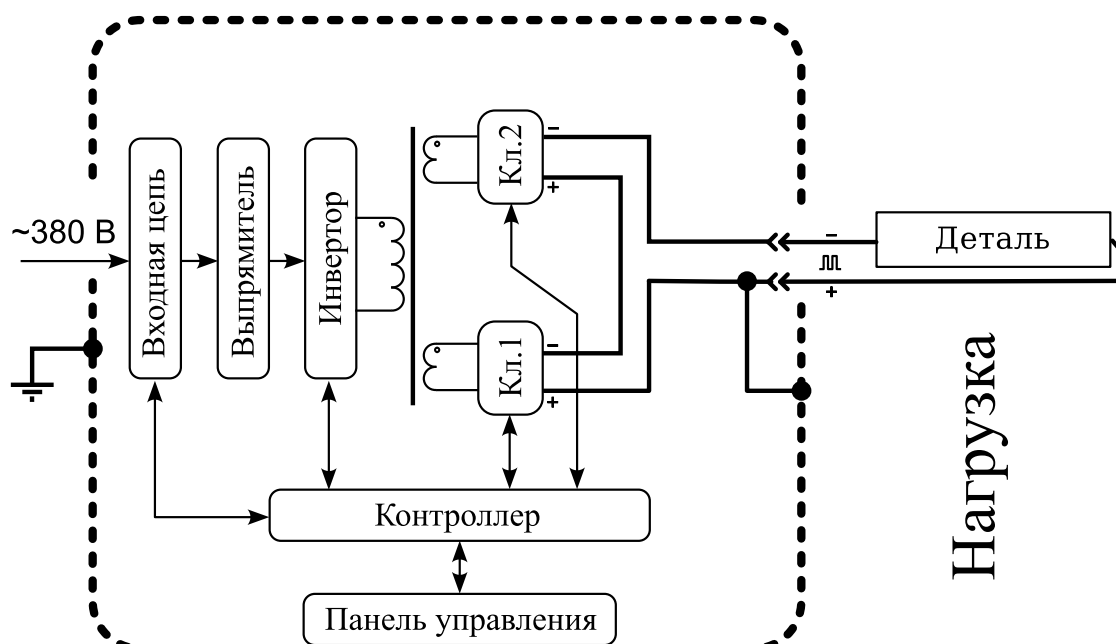 ~380 В
Входная цепь
Выпрямитель
Инвертор
Кл.2
-
+
Кл.1
-
+
-
+
Деталь
Нагрузка
Контроллер
Панель управления